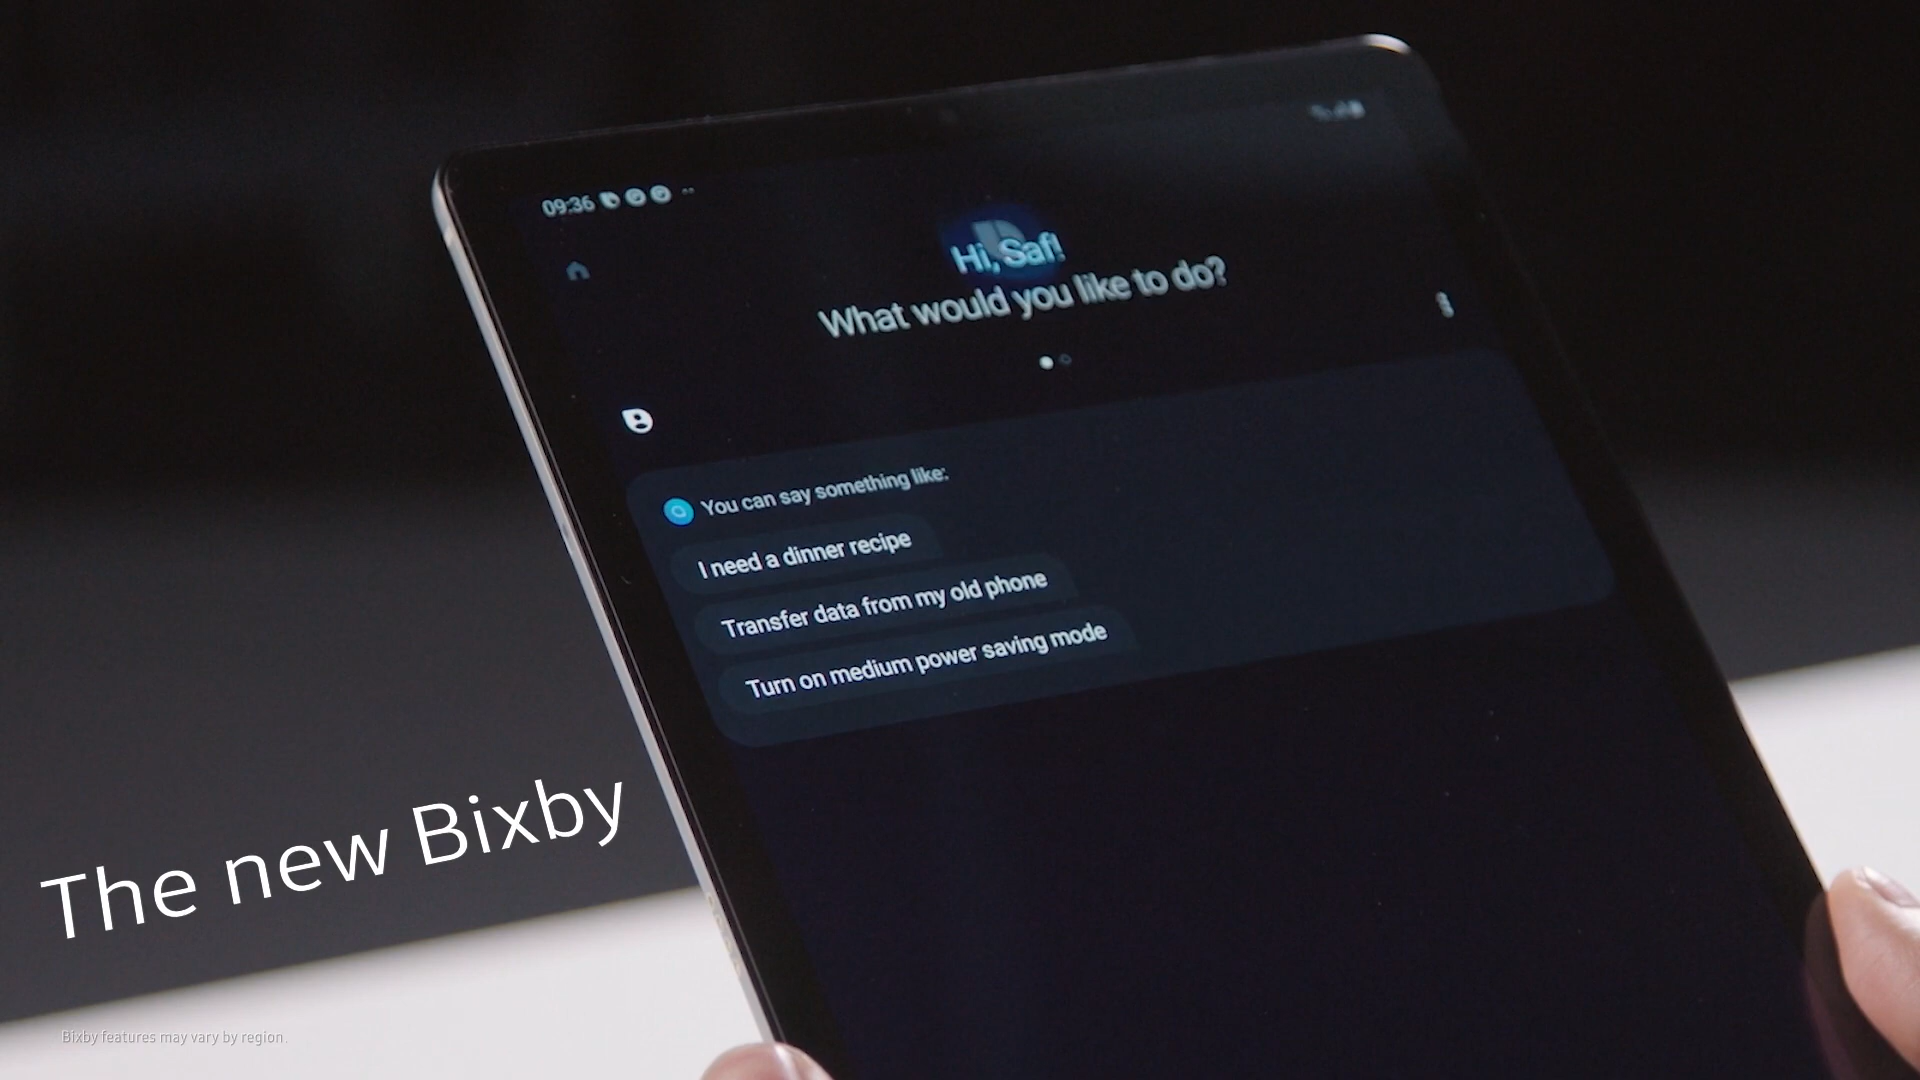 09:36
Hi, Saf!
What would you like to do?
You can say something like:
I need a dinner recipe
Transfer data from my old phone
Turn on medium power saving mode
The new Bixby
Bixby features may vary by region.